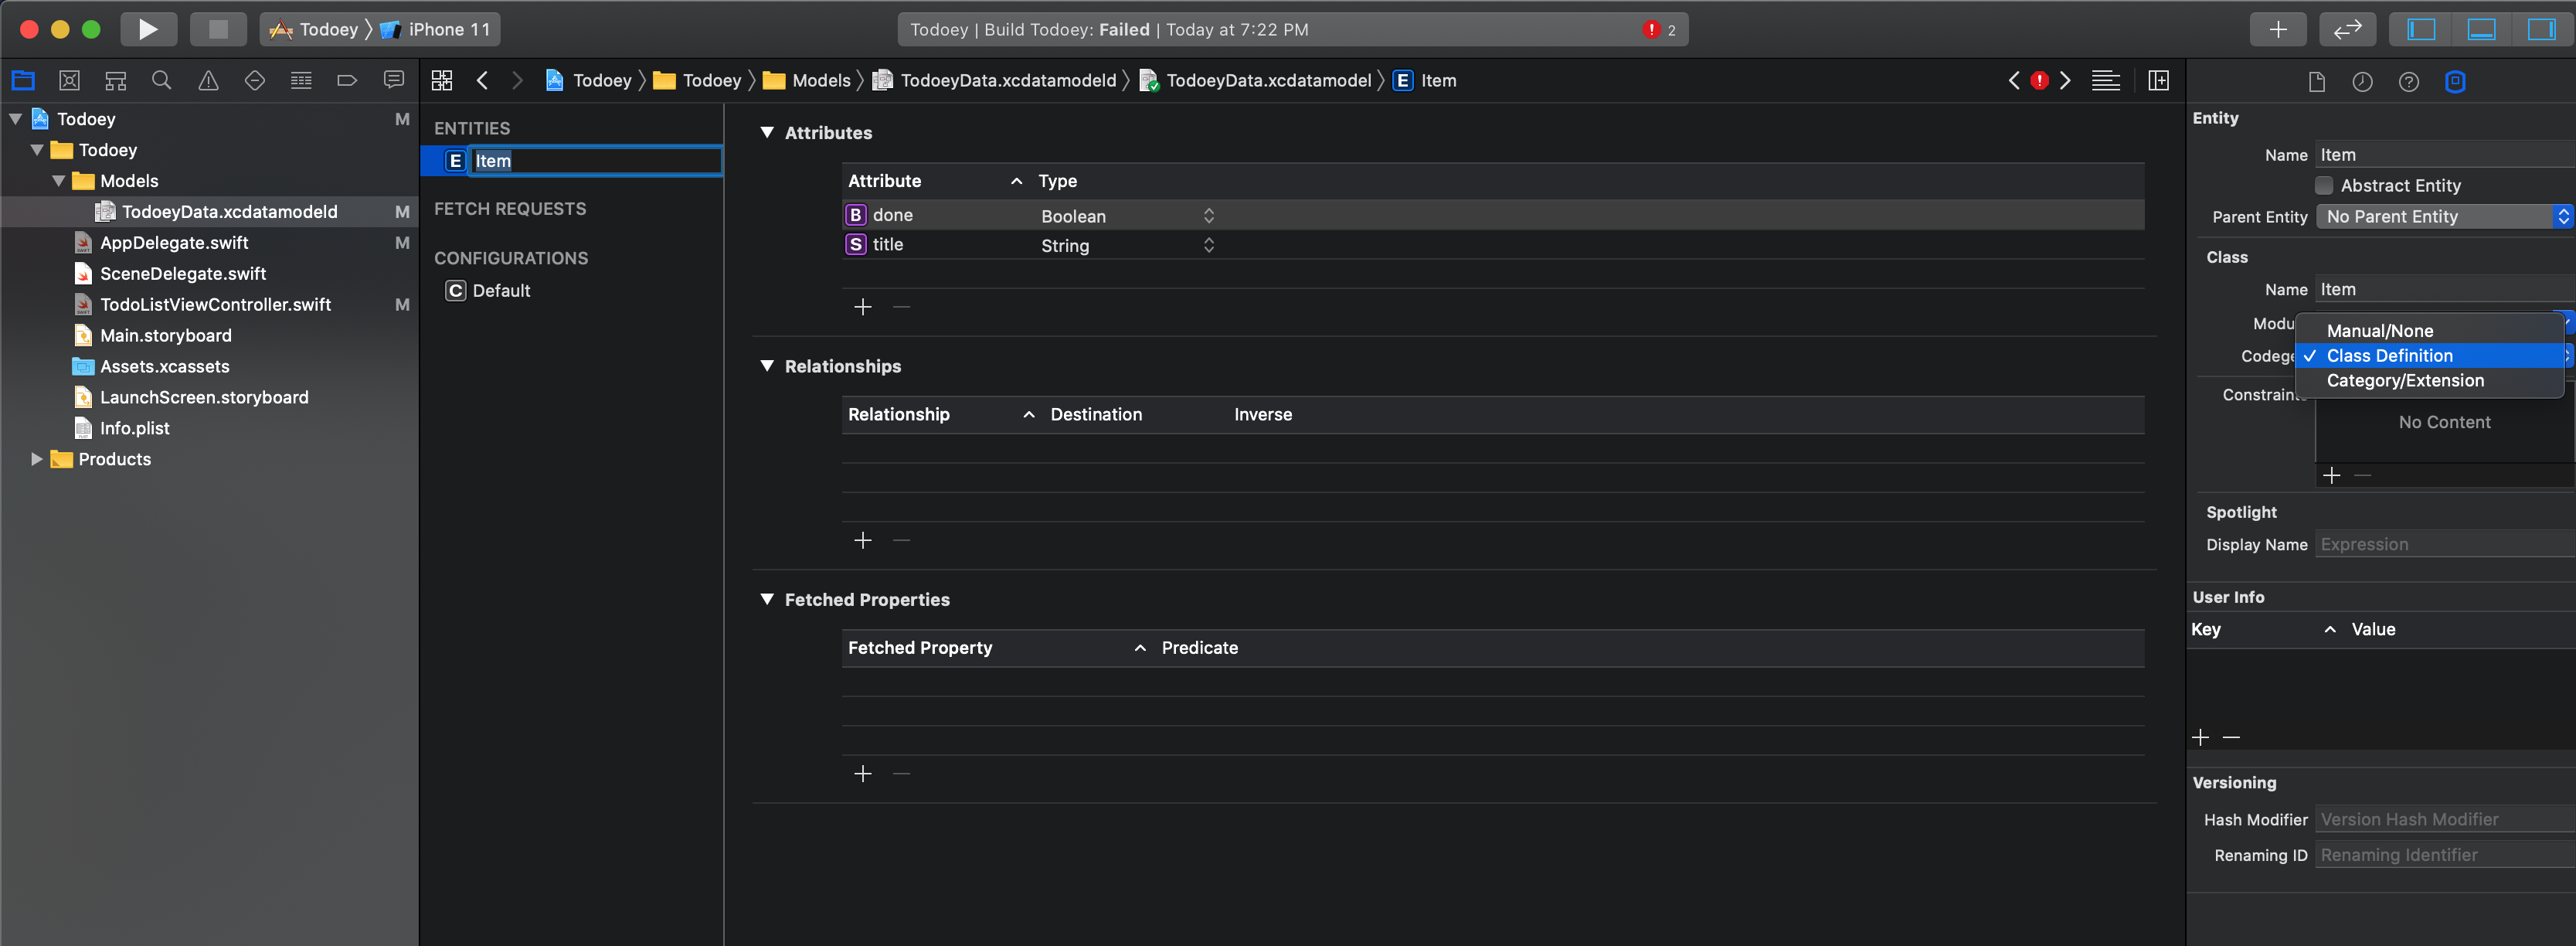 Todoey iPhone 11
Todoey | Build Todoey: Failed | Today at 7:22 PM
2
Todoey M
Todoey
Models
TodoeyData.xcdatamodeld M
AppDelegate.swift M
SceneDelegate.swift
TodoListViewController.swift M
Main.storyboard
Assets.xcassets
LaunchScreen.storyboard
Info.plist
Products
Todoey Todoey Models TodoeyData.xcdatamodeld TodoeyData.xcdatamodel E Item
ENTITIES
E Item
FETCH REQUESTS
CONFIGURATIONS
C Default
Attributes
Attribute Type
B done Boolean
S title String
Relationships
Relationship Destination Inverse
Fetched Properties
Fetched Property Predicate
Entity
Name Item
Abstract Entity
Parent Entity No Parent Entity
Class
Name Item
Modu
Manual/None
Codege Class Definition
Category/Extension
Constraints
No Content
Spotlight
Display Name Expression
User Info
Key Value
Versioning
Hash Modifier Version Hash Modifier
Renaming ID Renaming Identifier